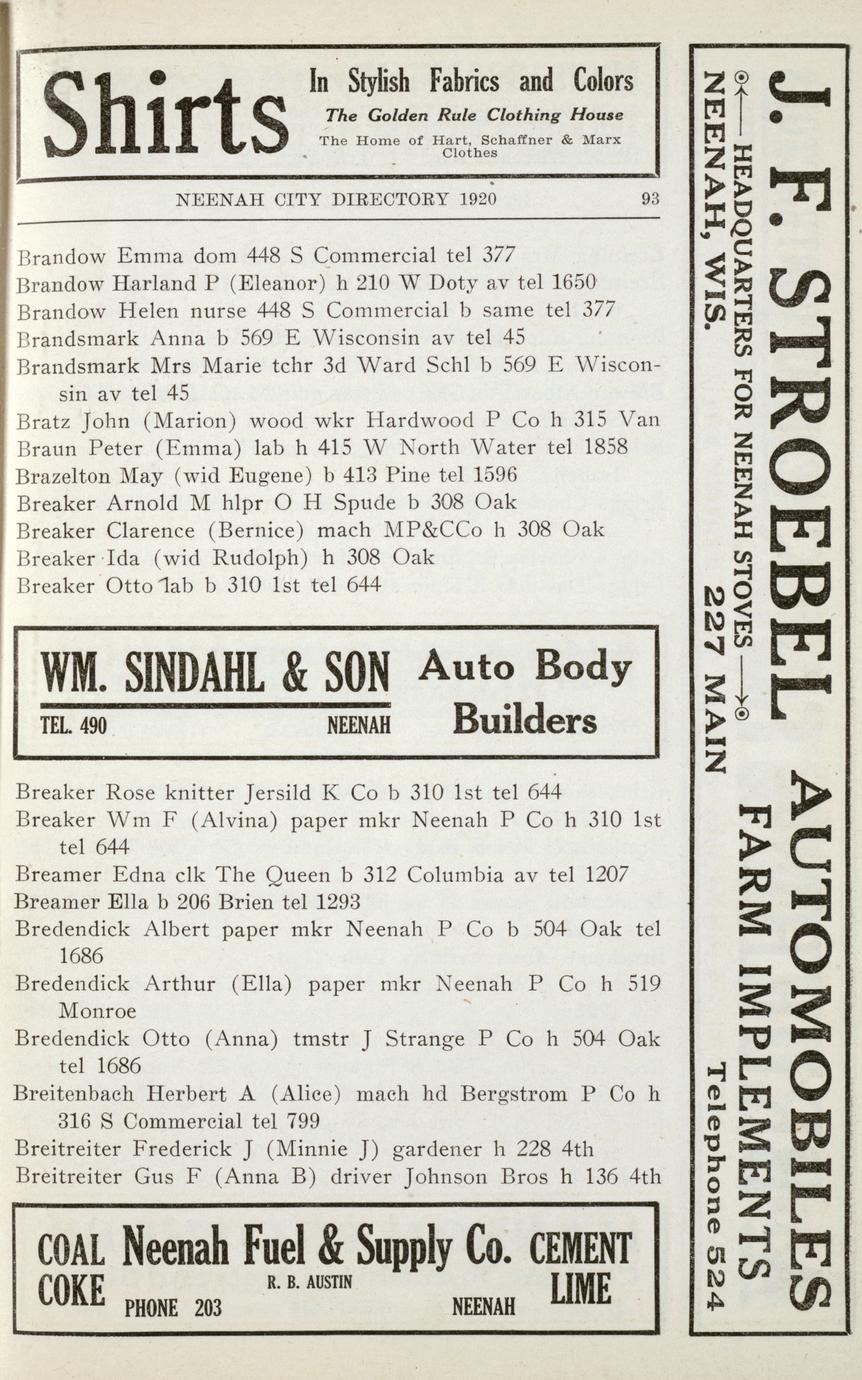 Shirts
In Stylish Fabrics and Colors
The Golden Rule Clothing House
The Home of Hart, Schaffner & Marx
Clothes
NEENAH CITY DIRECTORY 1920 93
Brandow Emma dom 448 S Commercial tel 377
Brandow Harland P (Eleanor) h 210 W Doty av tel 1650
Brandow Helen nurse 448 S Commercial b same tel 377
Brandsmark Anna b 569 E Wisconsin av tel 45
Brandsmark Mrs Marie tchr 3d Ward Schl b 569 E Wiscon-
sin av tel 45
Bratz John (Marion) wood wkr Hardwood P Co h 315 Van
Braun Peter (Emma) lab h 415 W North Water tel 1858
Brazelton May (wid Eugene) b 413 Pine tel 1596
Breaker Arnold M hlpr O H Spude b 308 Oak
Breaker Clarence (Bernice) mach MP&CCo h 308 Oak
Breaker Ida (wid Rudolph) h 308 Oak
Breaker Otto lab b 310 1st tel 644
WM. SINDAHL & SON
TEL. 490 NEENAH
Auto Body
Builders
Breaker Rose knitter Jersild K Co b 310 1st tel 644
Breaker Wm F (Alvina) paper mkr Neenah P Co h 310 1st
tel 644
Breamer Edna clk The Queen b 312 Columbia av tel 1207
Breamer Ella b 206 Brien tel 1293
Bredendick Albert paper mkr Neenah P Co b 504 Oak tel
1686
Bredendick Arthur (Ella) paper mkr Neenah P Co h 519
Monroe
Bredendick Otto (Anna) tmstr J Strange P Co h 504 Oak
tel 1686
Breitenbach Herbert A (Alice) mach hd Bergstrom P Co h
316 S Commercial tel 799
Breitreiter Frederick J (Minnie J) gardener h 228 4th
Breitreiter Gus F (Anna B) driver Johnson Bros h 136 4th
COAL
COKE
Neenah Fuel & Supply Co.
R. B. AUSTIN
PHONE 203 NEENAH
CEMENT
LIME
J. F. STROEBEL AUTOMOBILES
HEADQUARTERS FOR NEENAH STOVES FARM IMPLEMENTS
NEENAH, WIS. 227 MAIN Telephone 524